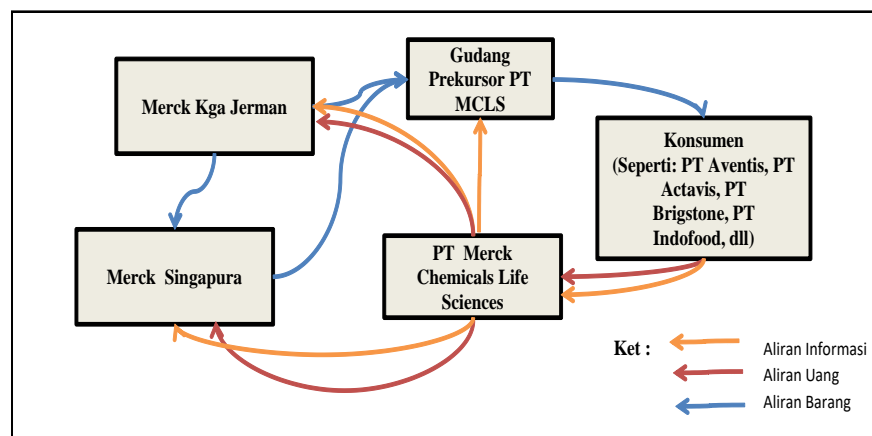 Merck Kga Jerman
Gudang
Prekursor PT
MCLS
Konsumen
(Seperti: PT Aventis, PT
Actavis, PT
Brigstone, PT
Indofood, dll)
Merck Singapura
PT Merck
Chemicals Life
Sciences
Ket :
Aliran Informasi
Aliran Uang
Aliran Barang